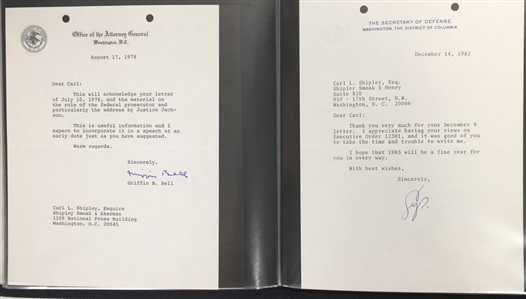 Office of the Attorney General
Washington, D.C.
August 17, 1978
Dear Carl:
This will acknowledge your letter
of July 10, 1978, and the material on
the role of the federal prosecutor and
particularly the address by Justice Jack-
son.
This is useful information and I
expect to incorporate it in a speech at
early date just as you have suggested.
Warm regards.
Sincerely,
Griffin Bell
Griffin B. Bell
Carl L. Shipley, Esquire
Shipley Smoak & Akerman
1108 National Press Building
Washington, D.C. 20045
THE SECRETARY OF DEFENSE
WASHINGTON, THE DISTRICT OF COLUMBIA
December 14, 1982
Carl L. Shipley, Esq.
Shipley Smoak & Henry
Suite 820
910 - 17th Street, N.W.
Washington, D. C. 20006
Dear Carl:
Thank you very much for your December 9
letter. I appreciate having your views on
Executive Order 12391, and it was good of you
to take the time and trouble to write me.
I hope that 1983 will be a fine year for
you in every way.
With best wishes,
Sincerely,